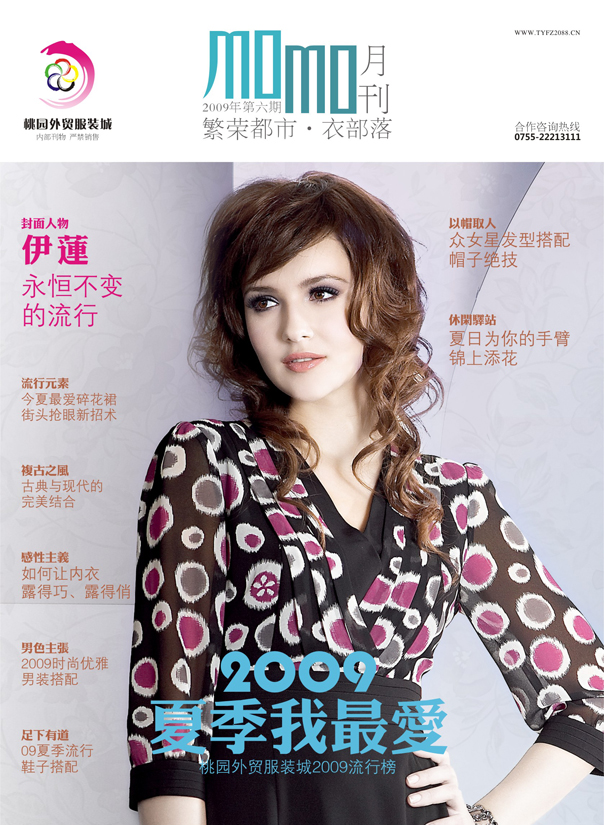 WWW.TYFZ2088.CN
momo月刊
2009年第六期
繁荣都市·衣部落
桃园外贸服装城
内部刊物 严禁销售
合作咨询热线
0755-22213111
封面人物
伊蓮
永恒不变
的流行
流行元素
今夏最爱碎花裙
街头抢眼新招术
複古之風
古典与现代的
完美结合
感性主義
如何让内衣
露得巧、露得俏
男色主張
2009时尚优雅
男装搭配
足下有道
09夏季流行
鞋子搭配
以帽取人
众女星发型搭配
帽子绝技
休閑驛站
夏日为你的手臂
锦上添花
2009
夏季我最愛
桃园外贸服装城2009流行榜